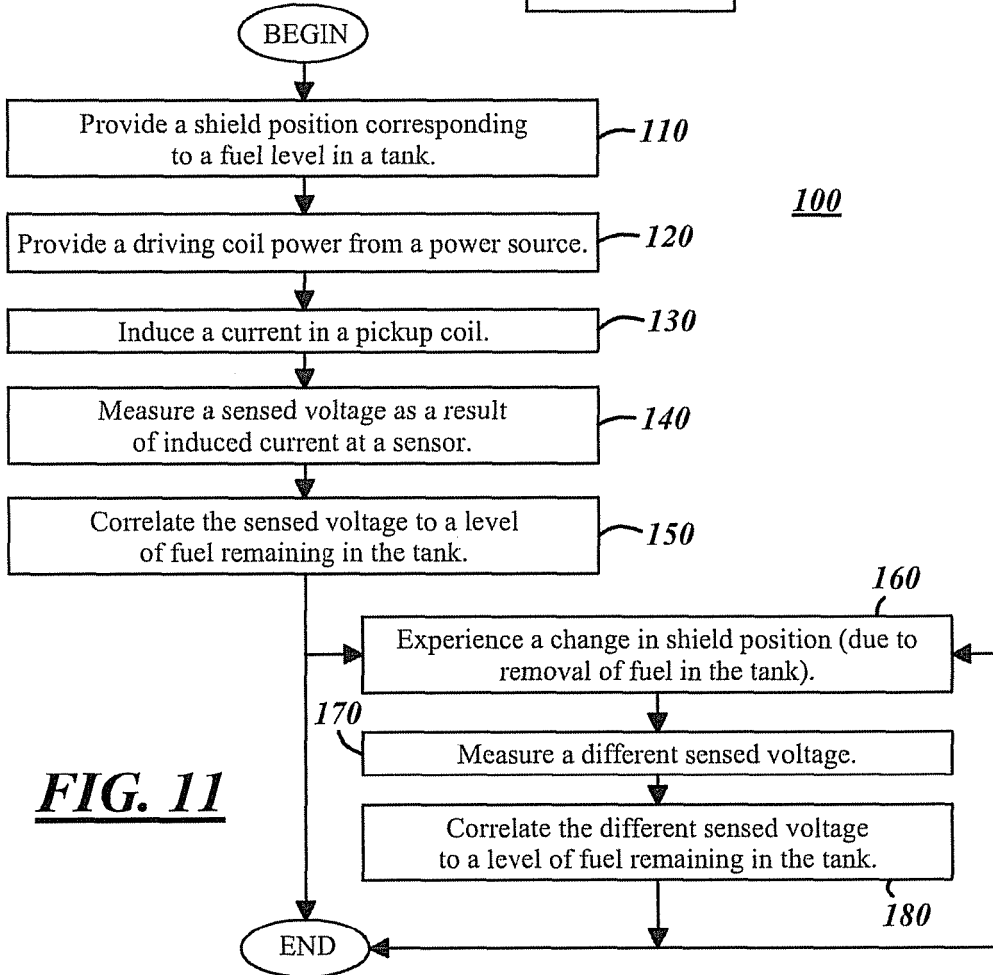 BEGIN
Provide a shield position corresponding
to a fuel level in a tank.
110
100
Provide a driving coil power from a power source.
120
Induce a current in a pickup coil.
130
Measure a sensed voltage as a result
of induced current at a sensor.
140
Correlate the sensed voltage to a level
of fuel remaining in the tank.
150
160
Experience a change in shield position (due to
removal of fuel in the tank).
170
Measure a different sensed voltage.
FIG. 11
Correlate the different sensed voltage
to a level of fuel remaining in the tank.
180
END